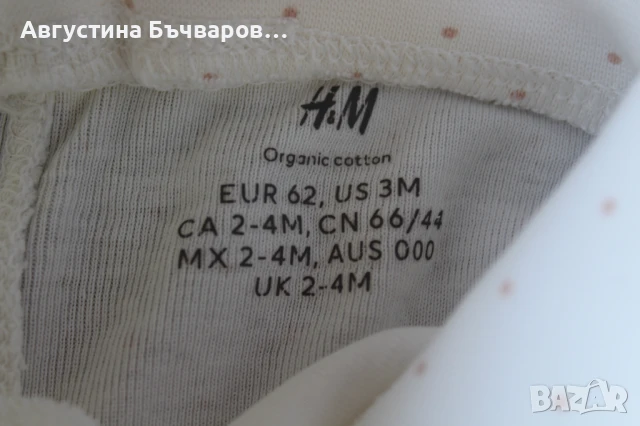 Августина Бъчваров...
H&M
Organic cotton
EUR 62, US 3M
CA 2-4M, CN 66/44
MX 2-4M, AUS 000
UK 2-4M
BAZAR